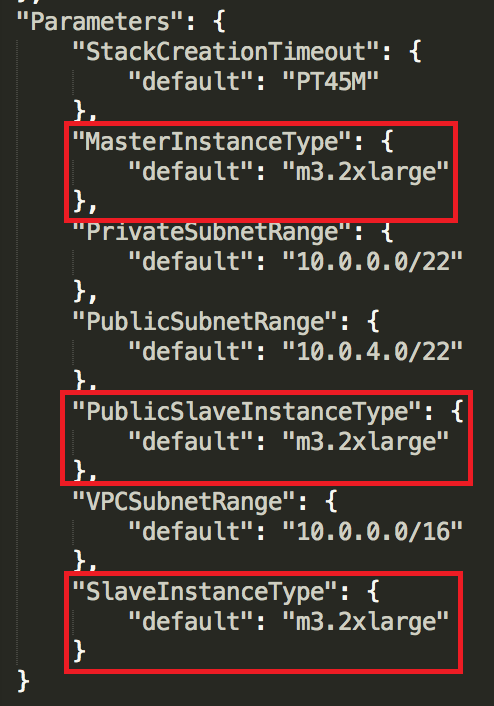 "Parameters": {
"StackCreationTimeout": {
"default": "PT45M"
},
"MasterInstanceType": {
"default": "m3.2xlarge"
},
"PrivateSubnetRange": {
"default": "10.0.0.0/22"
},
"PublicSubnetRange": {
"default": "10.0.4.0/22"
},
"PublicSlaveInstanceType": {
"default": "m3.2xlarge"
},
"VPCSubnetRange": {
"default": "10.0.0.0/16"
},
"SlaveInstanceType": {
"default": "m3.2xlarge"
}
}